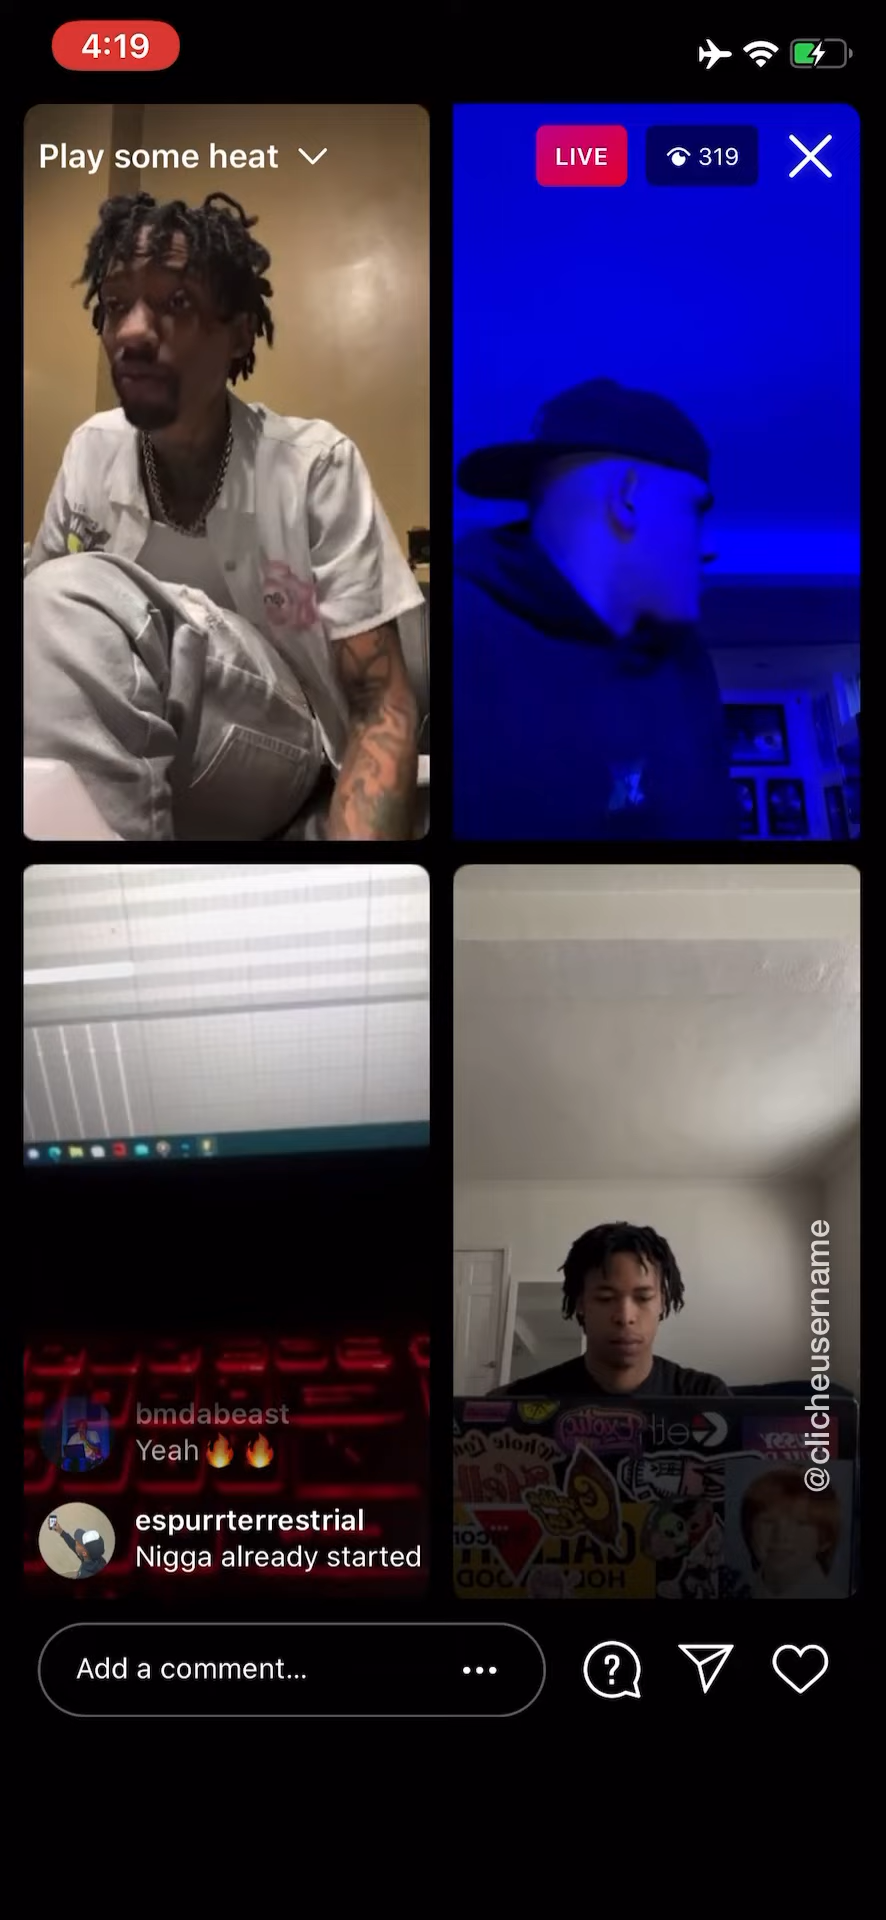 4:19
Play some heat
LIVE
319
@clicheusername
bmdabeast
Yeah🔥🔥
espurrterrestrial
Nigga already started
Add a comment...